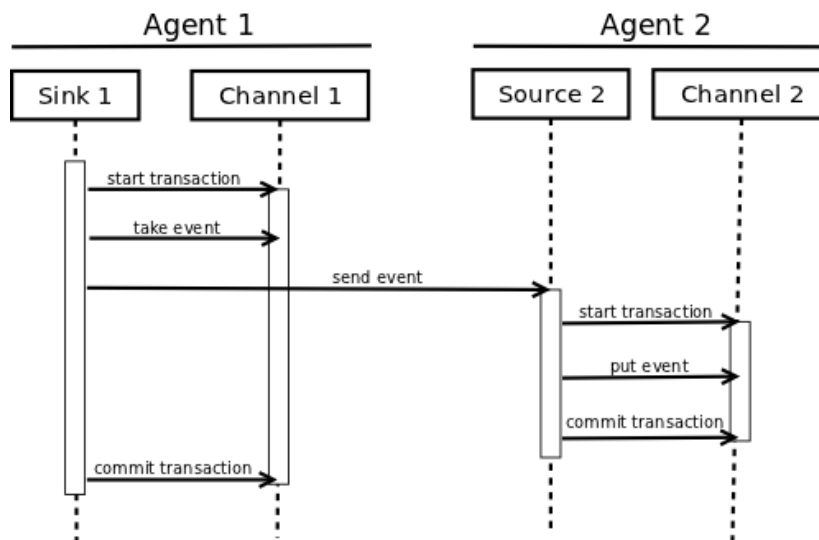 Agent 1
Agent 2
Sink 1
Channel 1
Source 2
Channel 2
start transaction
take event
send event
start transaction
put event
commit transaction
commit transaction